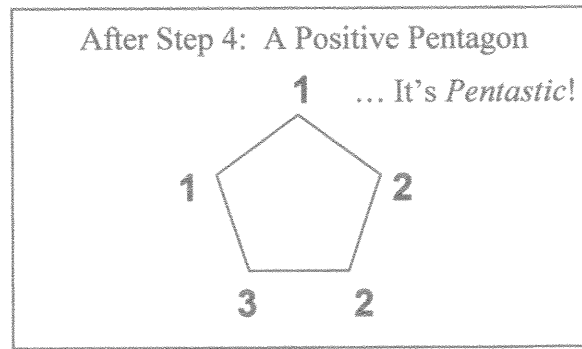 After Step 4: A Positive Pentagon
1 … It's Pentastic!
1 2
3 2